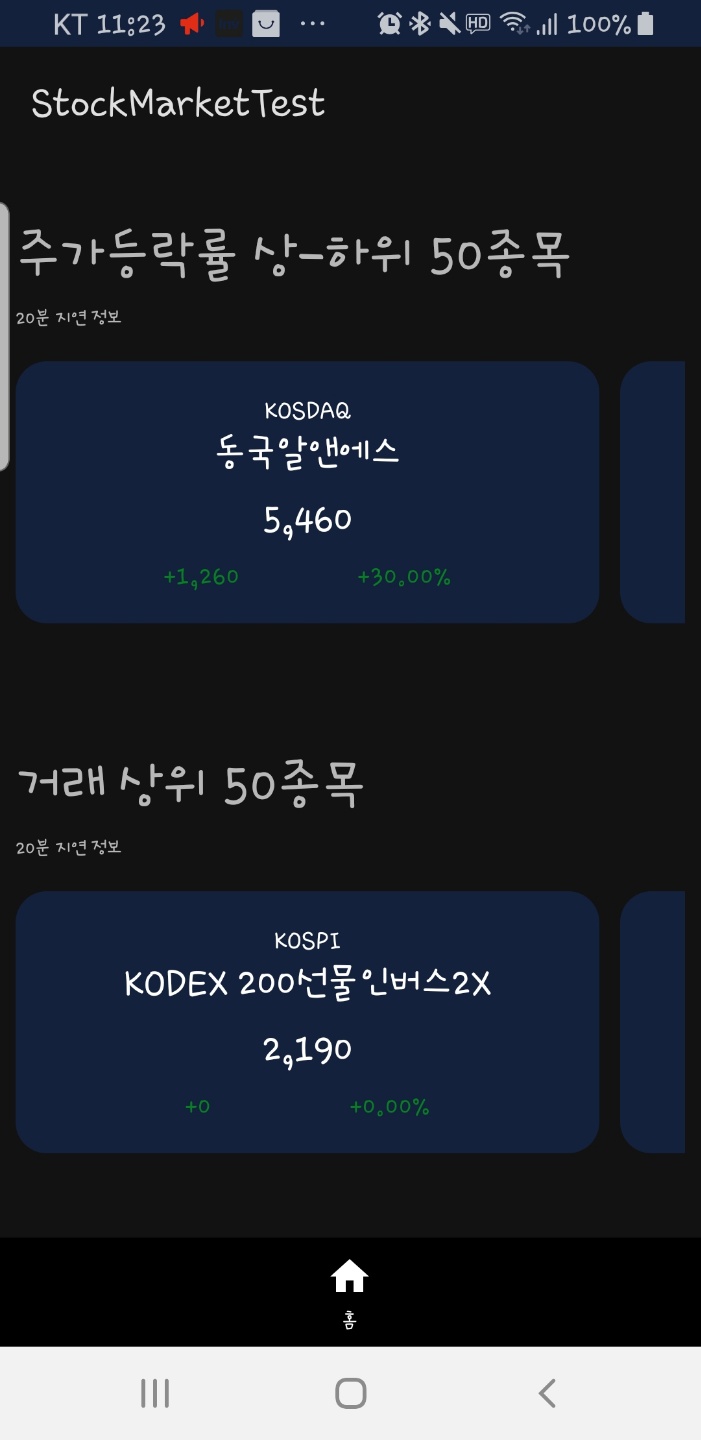 KT 11:23 HD 100%
StockMarketTest
주가등락률 상-하위 50종목
20분 지연 정보
KOSDAQ
동국알앤에스
5,460
+1,260 +30.00%
거래 상위 50종목
20분 지연 정보
KOSPI
KODEX 200선물인버스2X
2,190
+0 +0.00%
홈